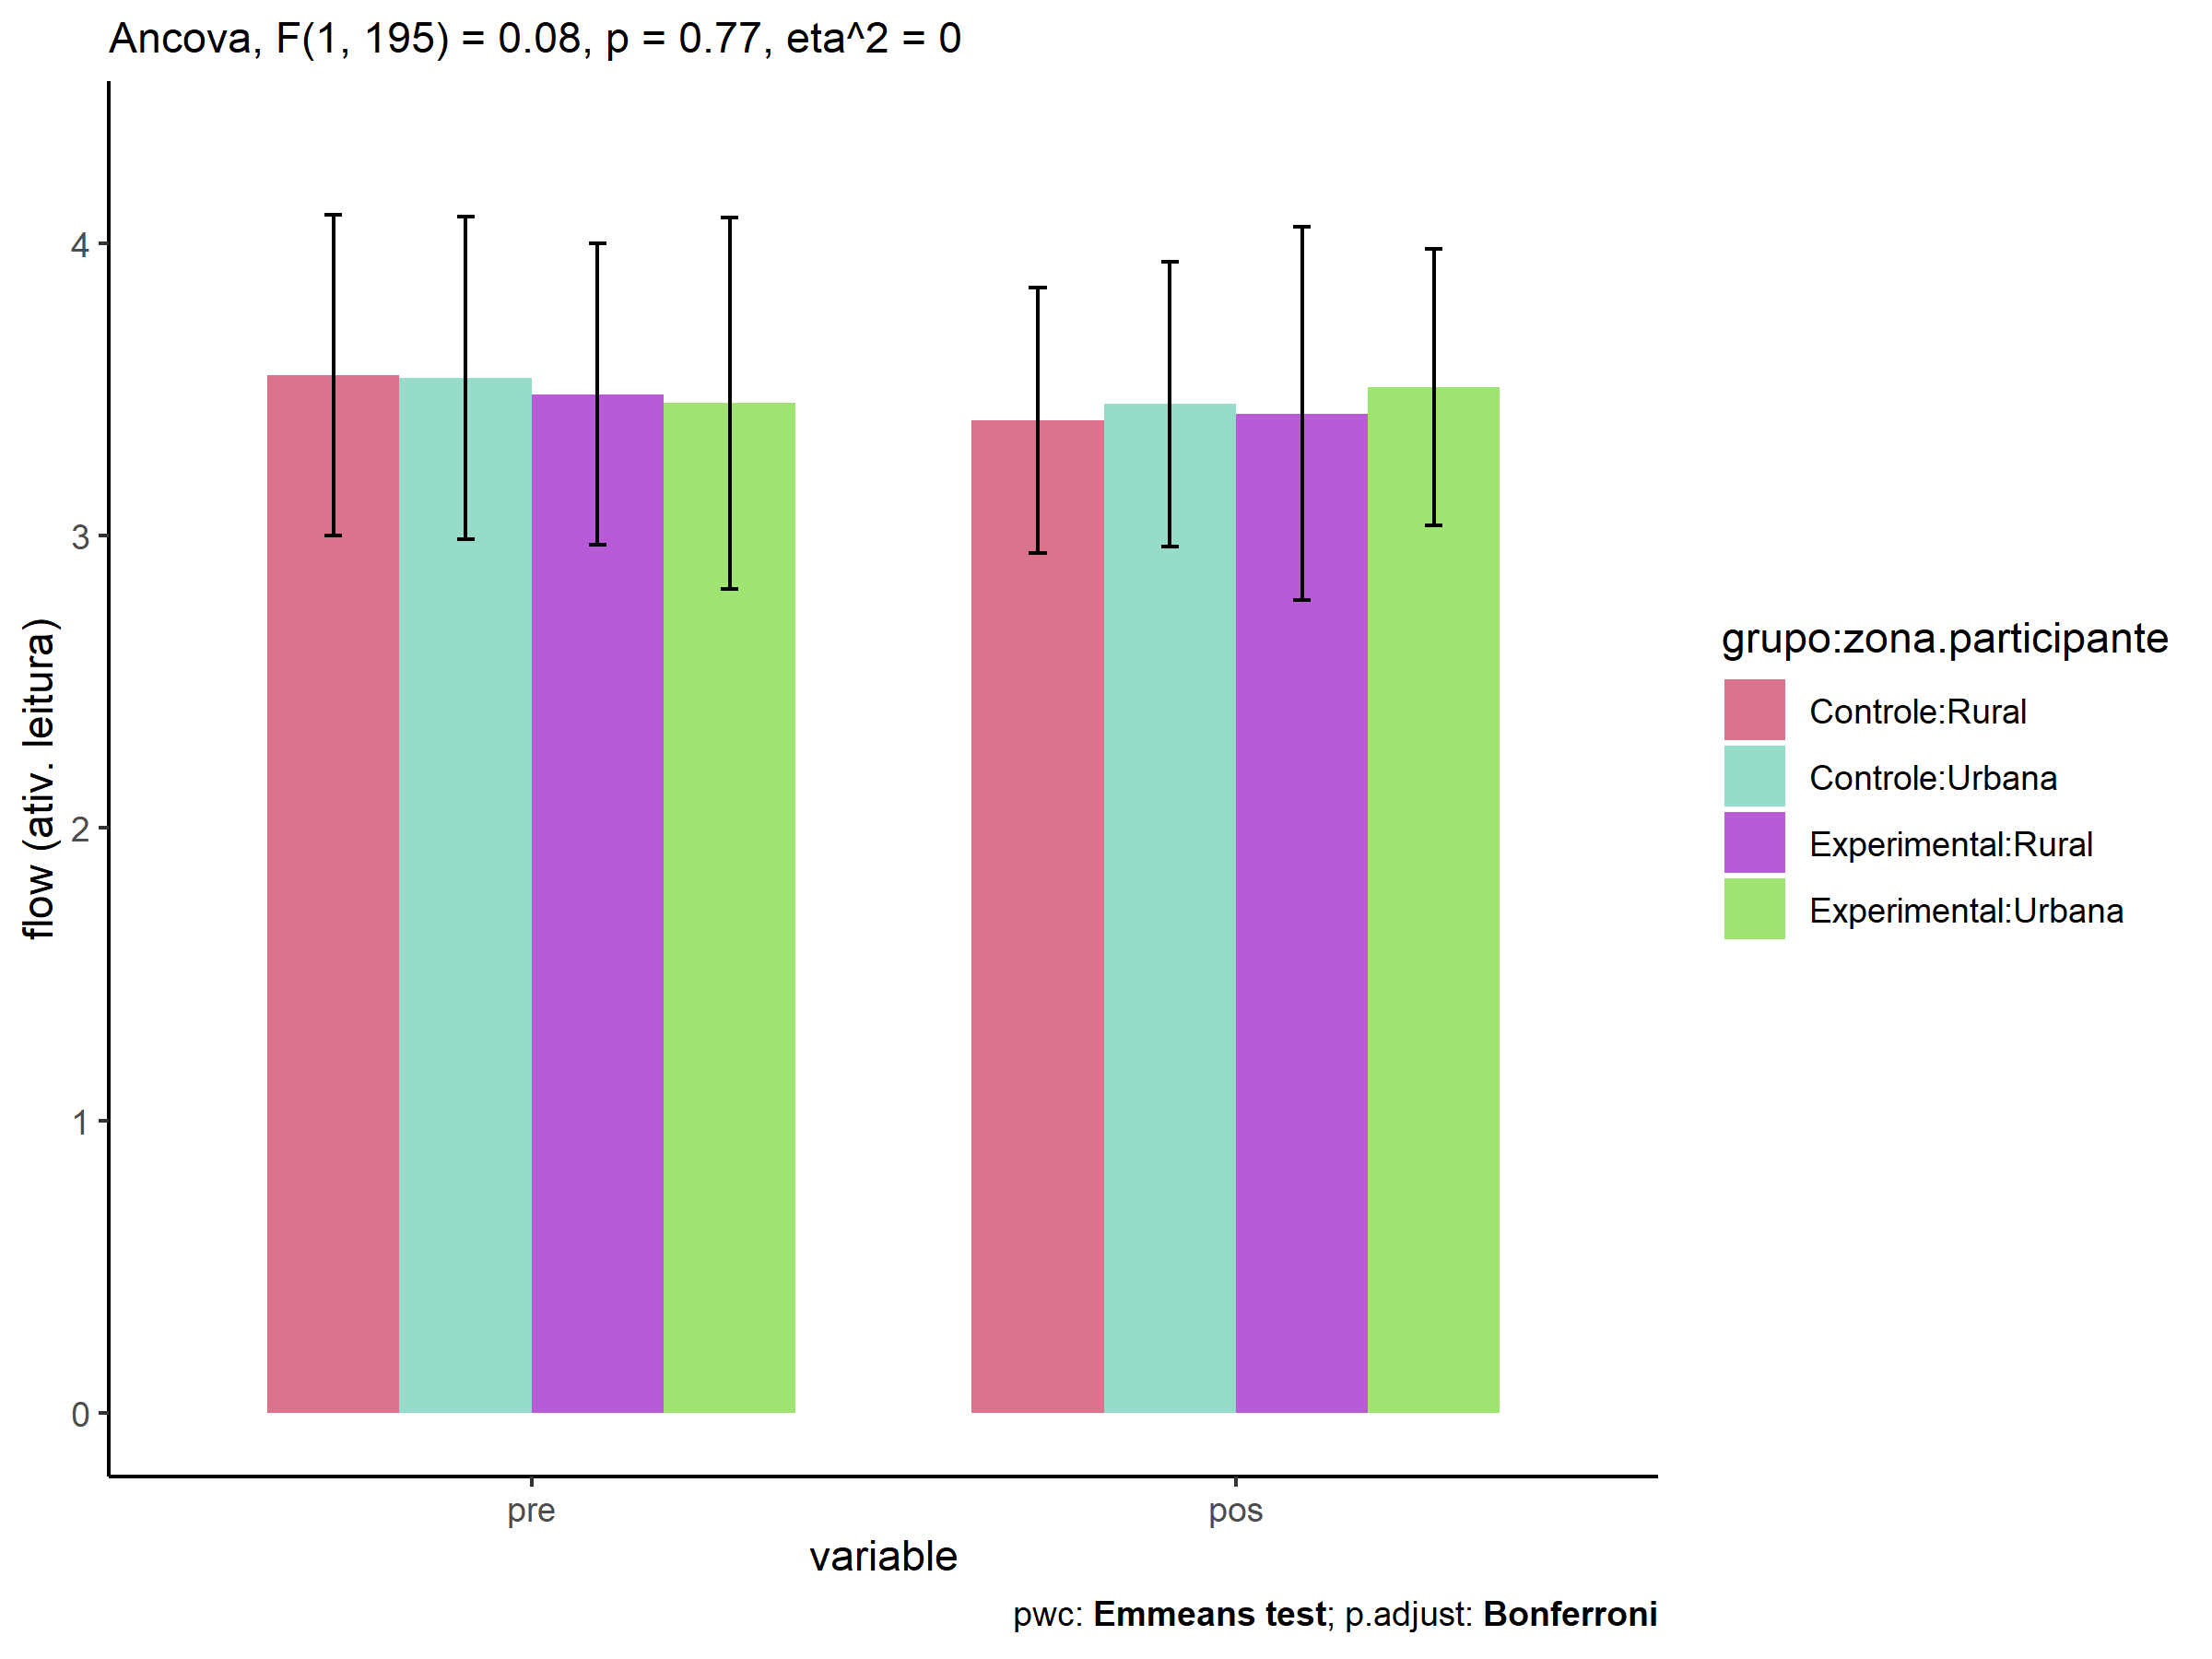 Ancova, F(1, 195) = 0.08, p = 0.77, eta^2 = 0
flow (ativ. leitura)
4
3
2
1
0
pre
pos
variable
pwc: Emmeans test; p.adjust: Bonferroni
grupo:zona.participante
Controle:Rural
Controle:Urbana
Experimental:Rural
Experimental:Urbana